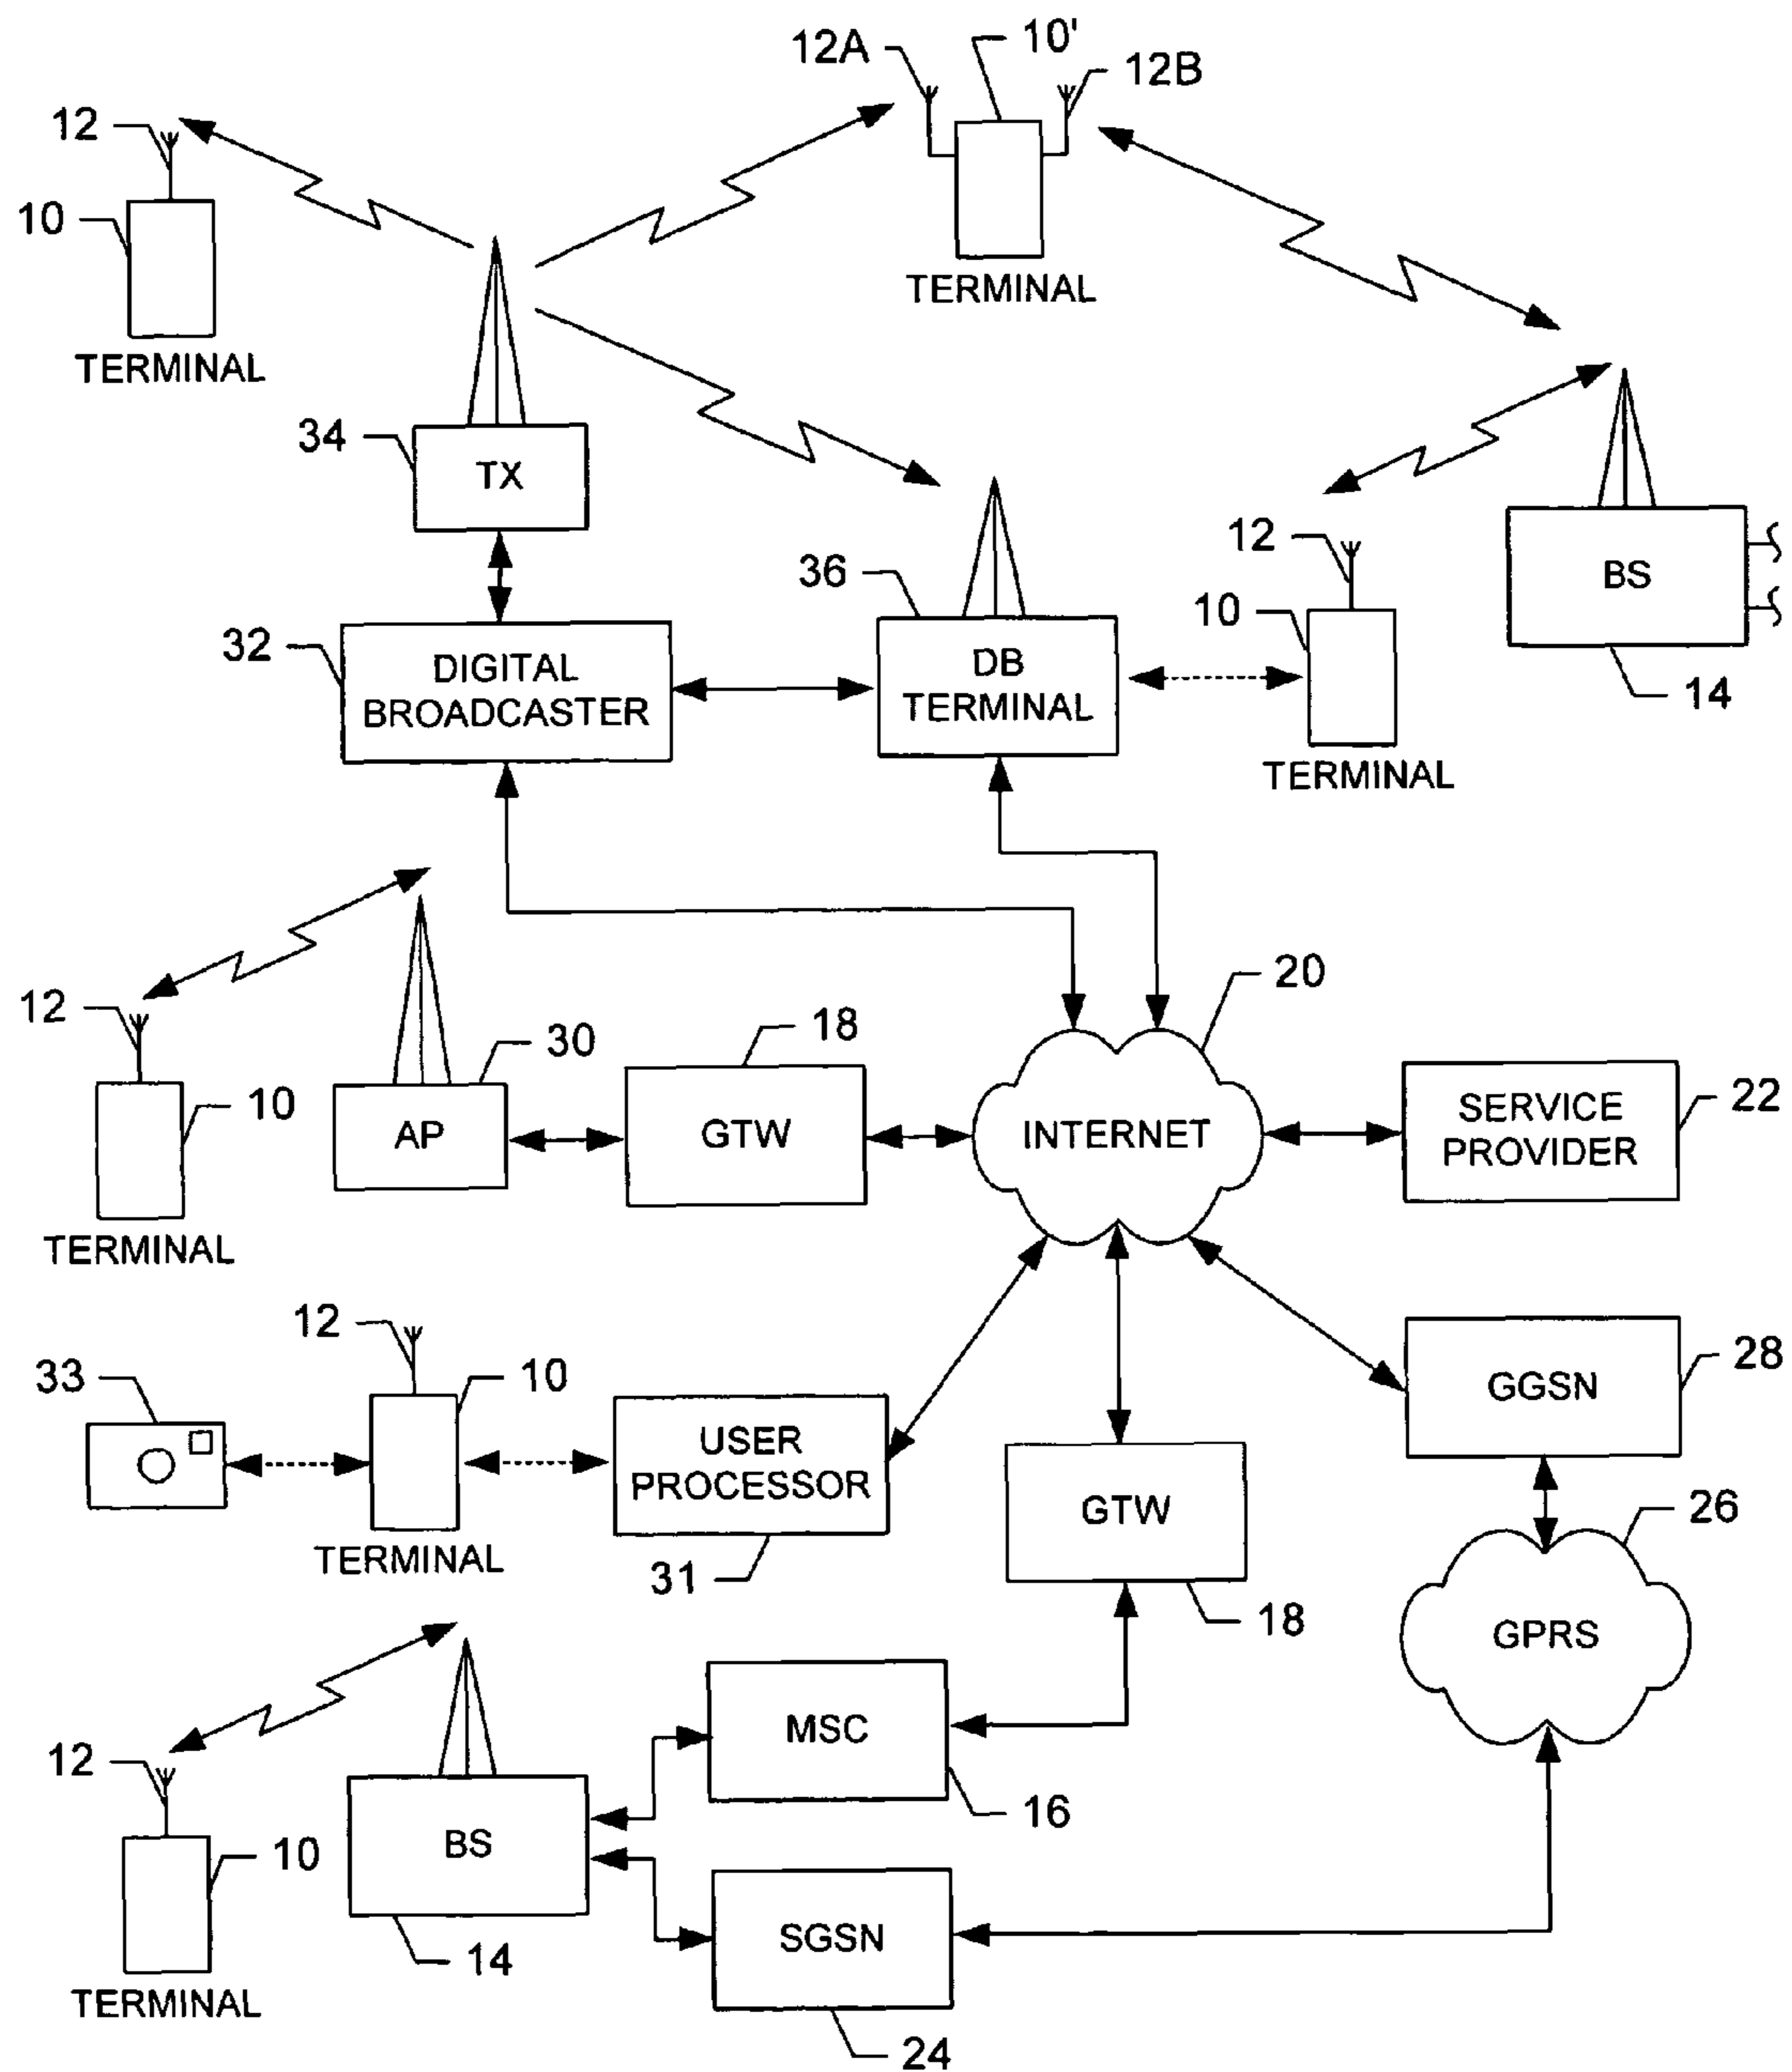 12A
10'
12B
12
10
TERMINAL
TERMINAL
34
TX
12
BS
36
10
32
DIGITAL
BROADCASTER
DB
TERMINAL
14
TERMINAL
20
12
18
30
10
AP
GTW
INTERNET
SERVICE
PROVIDER
22
TERMINAL
12
33
10
28
GGSN
USER
PROCESSOR
GTW
26
TERMINAL
31
18
GPRS
MSC
12
16
BS
10
SGSN
14
TERMINAL
24